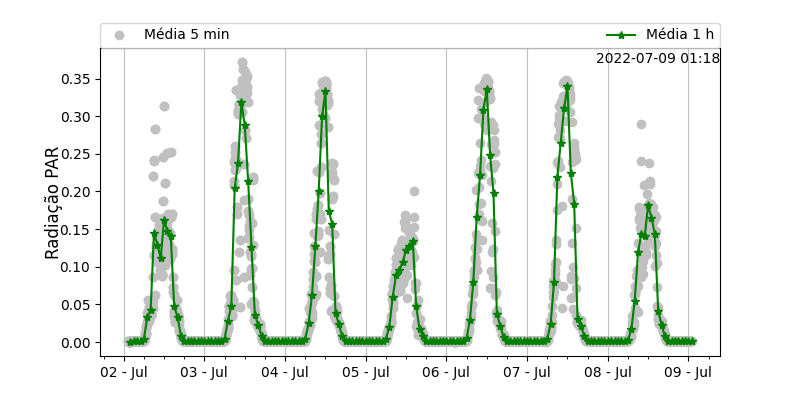 Média 5 min
Média 1 h
2022-07-09 01:18
Radiação PAR
0.35
0.30
0.25
0.20
0.15
0.10
0.05
0.00
02 - Jul
03 - Jul
04 - Jul
05 - Jul
06 - Jul
07 - Jul
08 - Jul
09 - Jul